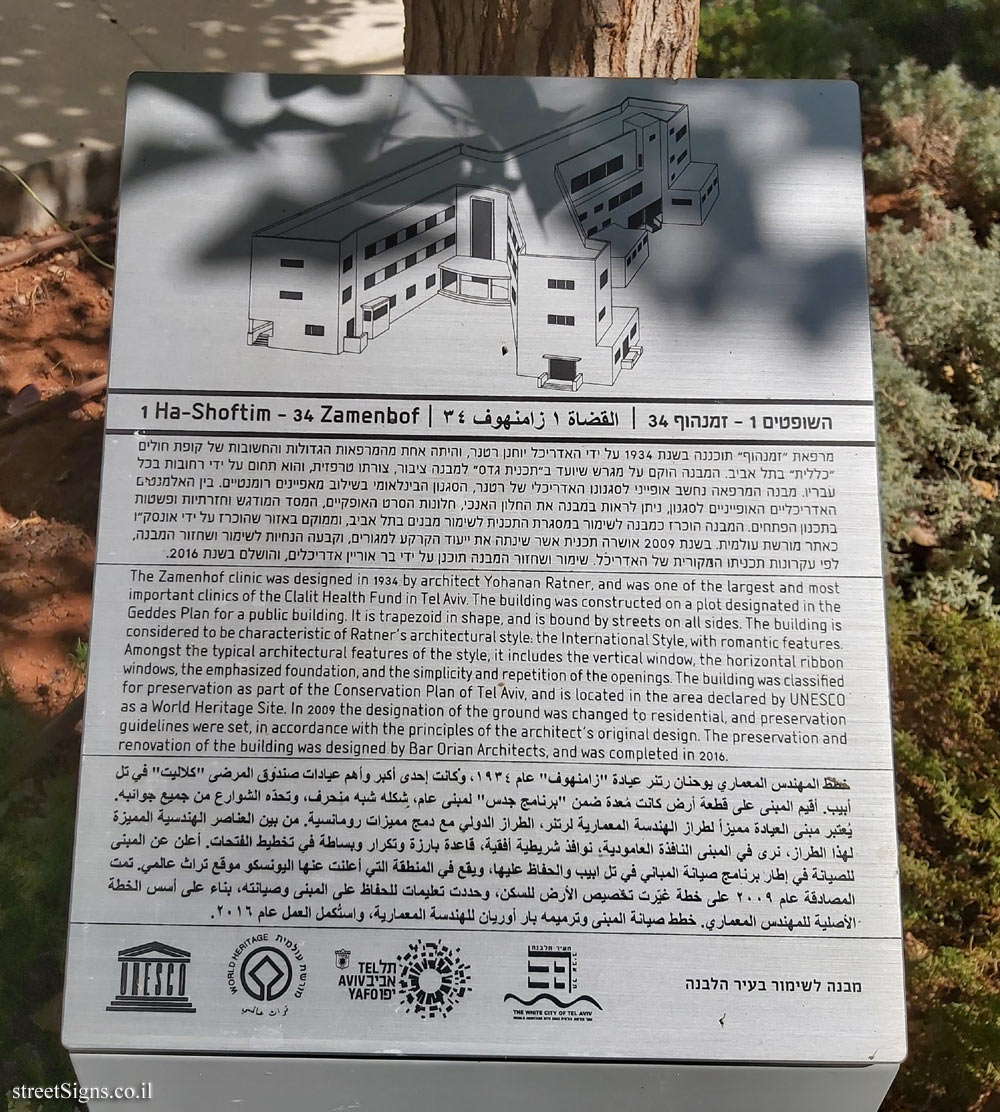 1 Ha-Shoftim - 34 Zamenbof | القضاة ١ زامنهوف ٣٤ | השופטים 1 - זמנהוף 34
מרפאת "זמנהוף" תוכננה בשנת 1934 על ידי האדריכל יוחנן רטנר, והיתה אחת מהמרפאות הגדולות והחשובות של קופת חולים
"כללית" בתל אביב. המבנה הוקם על מגרש שיועד ב"תכנית גדס" למבנה ציבור, צורתו טרפזית, והוא תחום על ידי רחובות בכל
עבריו. מבנה המרפאה נחשב אופייני לסגנונו האדריכלי של רטנר, הסגנון הבינלאומי בשילוב מאפיינים רומנטיים. בין האלמנטים
האדריכליים האופייניים לסגנון, ניתן לראות במבנה את החלון האנכי, חלונות הסרט האופקיים, המסד המודגש וחזרתיות ופשטות
בתכנון הפתחים. המבנה הוכרז כמבנה לשימור במסגרת התכנית לשימור מבנים בתל אביב, וממוקם באזור שהוכרז על ידי אונסק"ו
כאתר מורשת עולמית. בשנת 2009 אושרה תכנית אשר שינתה את ייעוד הקרקע למגורים, וקבעה הנחיות לשימור ושחזור המבנה,
לפי עקרונות תכניתו המקורית של האדריכל. שימור ושחזור המבנה תוכנן על ידי בר אוריין אדריכלים, והושלם בשנת 2016.
The Zamenhof clinic was designed in 1934 by architect Yohanan Ratner, and was one of the largest and most
important clinics of the Clalit Health Fund in Tel Aviv. The building was constructed on a plot designated in the
Geddes Plan for a public building. It is trapezoid in shape, and is bound by streets on all sides. The building is
considered to be characteristic of Ratner's architectural style: the International Style, with romantic features.
Amongst the typical architectural features of the style, it includes the vertical window, the horizontal ribbon
windows, the emphasized foundation, and the simplicity and repetition of the openings. The building was classified
for preservation as part of the Conservation Plan of Tel Aviv, and is located in the area declared by UNESCO
as a World Heritage Site. In 2009 the designation of the ground was changed to residential, and preservation
guidelines were set, in accordance with the principles of the architect's original design. The preservation and
renovation of the building was designed by Bar Orian Architects, and was completed in 2016.
خطط المهندس المعماري يوحنان رتنر عيادة "زامنهوف" عام ١٩٣٤، وكانت إحدى أكبر وأهم عيادات صندوق المرضى "كلاليت" في تل
أبيب. أقيم المبنى على قطعة أرض كانت مُعدة ضمن "برنامج جدس" لمبنى عام، شكله شبه منحرف، وتحدّه الشوارع من جميع جوانبه.
يُعتبر مبنى العيادة مميزاً لطراز الهندسة المعمارية لرتنر، الطراز الدولي مع دمج مميزات رومانسية. من بين العناصر الهندسية المميزة
لهذا الطراز، نرى في المبنى النافذة العامودية، نوافذ شريطية أفقية، قاعدة بارزة وتكرار وبساطة في تخطيط الفتحات. أعلن عن المبنى
للصيانة في إطار برنامج صيانة المباني في تل ابيب والحفاظ عليها، ويقع في المنطقة التي أعلنت عنها اليونسكو موقع تراث عالمي. تمت
المصادقة عام ٢٠٠٩ على خطة غيّرت تخصيص الأرض للسكن، وحددت تعليمات للحفاظ على المبنى وصيانته، بناء على أسس الخطة
الأصلية للمهندس المعماري. خطط صيانة المبنى وترميمه بار أوريان للهندسة المعمارية، واستُكمل العمل عام ٢٠١٦.
UNESCO
WORLD HERITAGE מורשת עולמית
تراث عالمي
TEL AVIV YAFO תל אביב יפו
העיר הלבנה תל אביב
THE WHITE CITY OF TEL AVIV
מבנה לשימור בעיר הלבנה
streetSigns.co.il